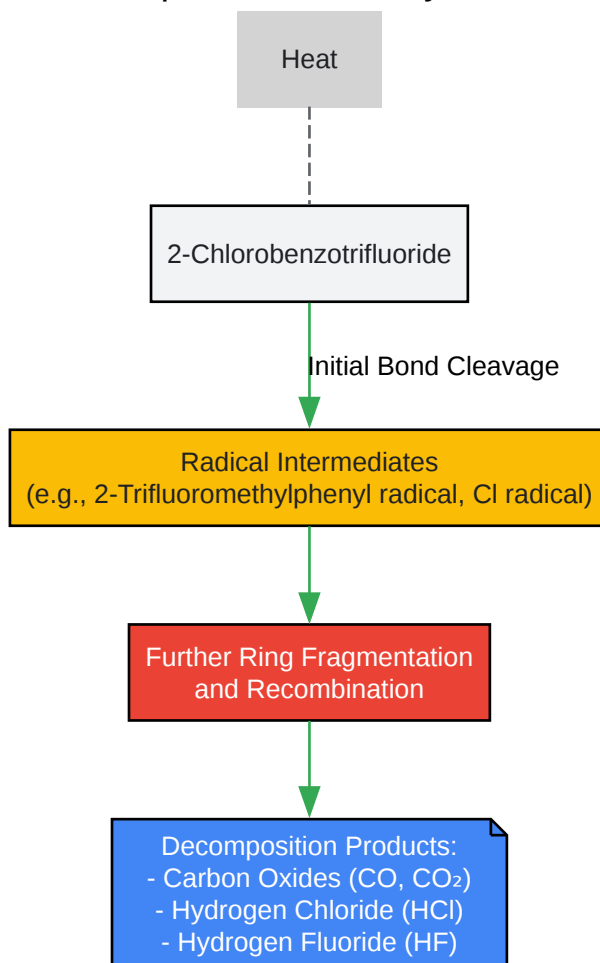 Heat
2-Chlorobenzotrifluoride
Initial Bond Cleavage
Radical Intermediates
(e.g., 2-Trifluoromethylphenyl radical, Cl radical)
Further Ring Fragmentation
and Recombination
Decomposition Products:
- Carbon Oxides (CO, CO₂)
- Hydrogen Chloride (HCl)
- Hydrogen Fluoride (HF)